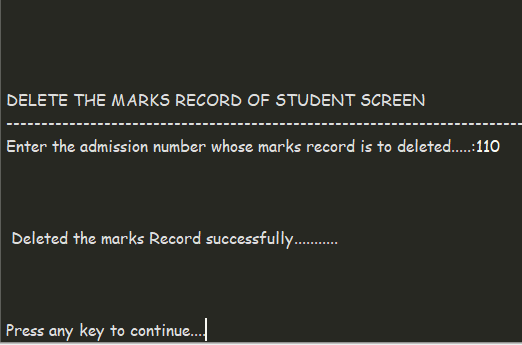 DELETE THE MARKS RECORD OF STUDENT SCREEN
--------------------------------------------------------------------------------
Enter the admission number whose marks record is to deleted.....:110
Deleted the marks Record successfully...........
Press any key to continue....